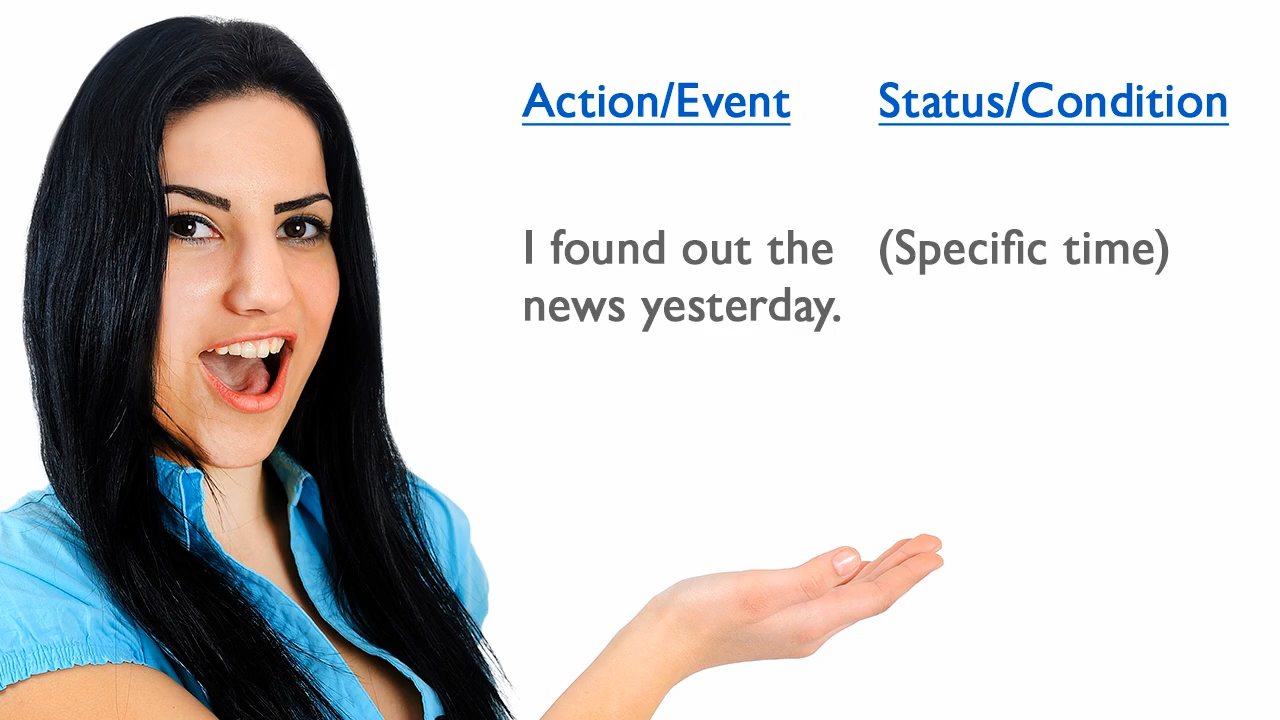 Action/Event Status/Condition
I found out the (Specific time)
news yesterday.